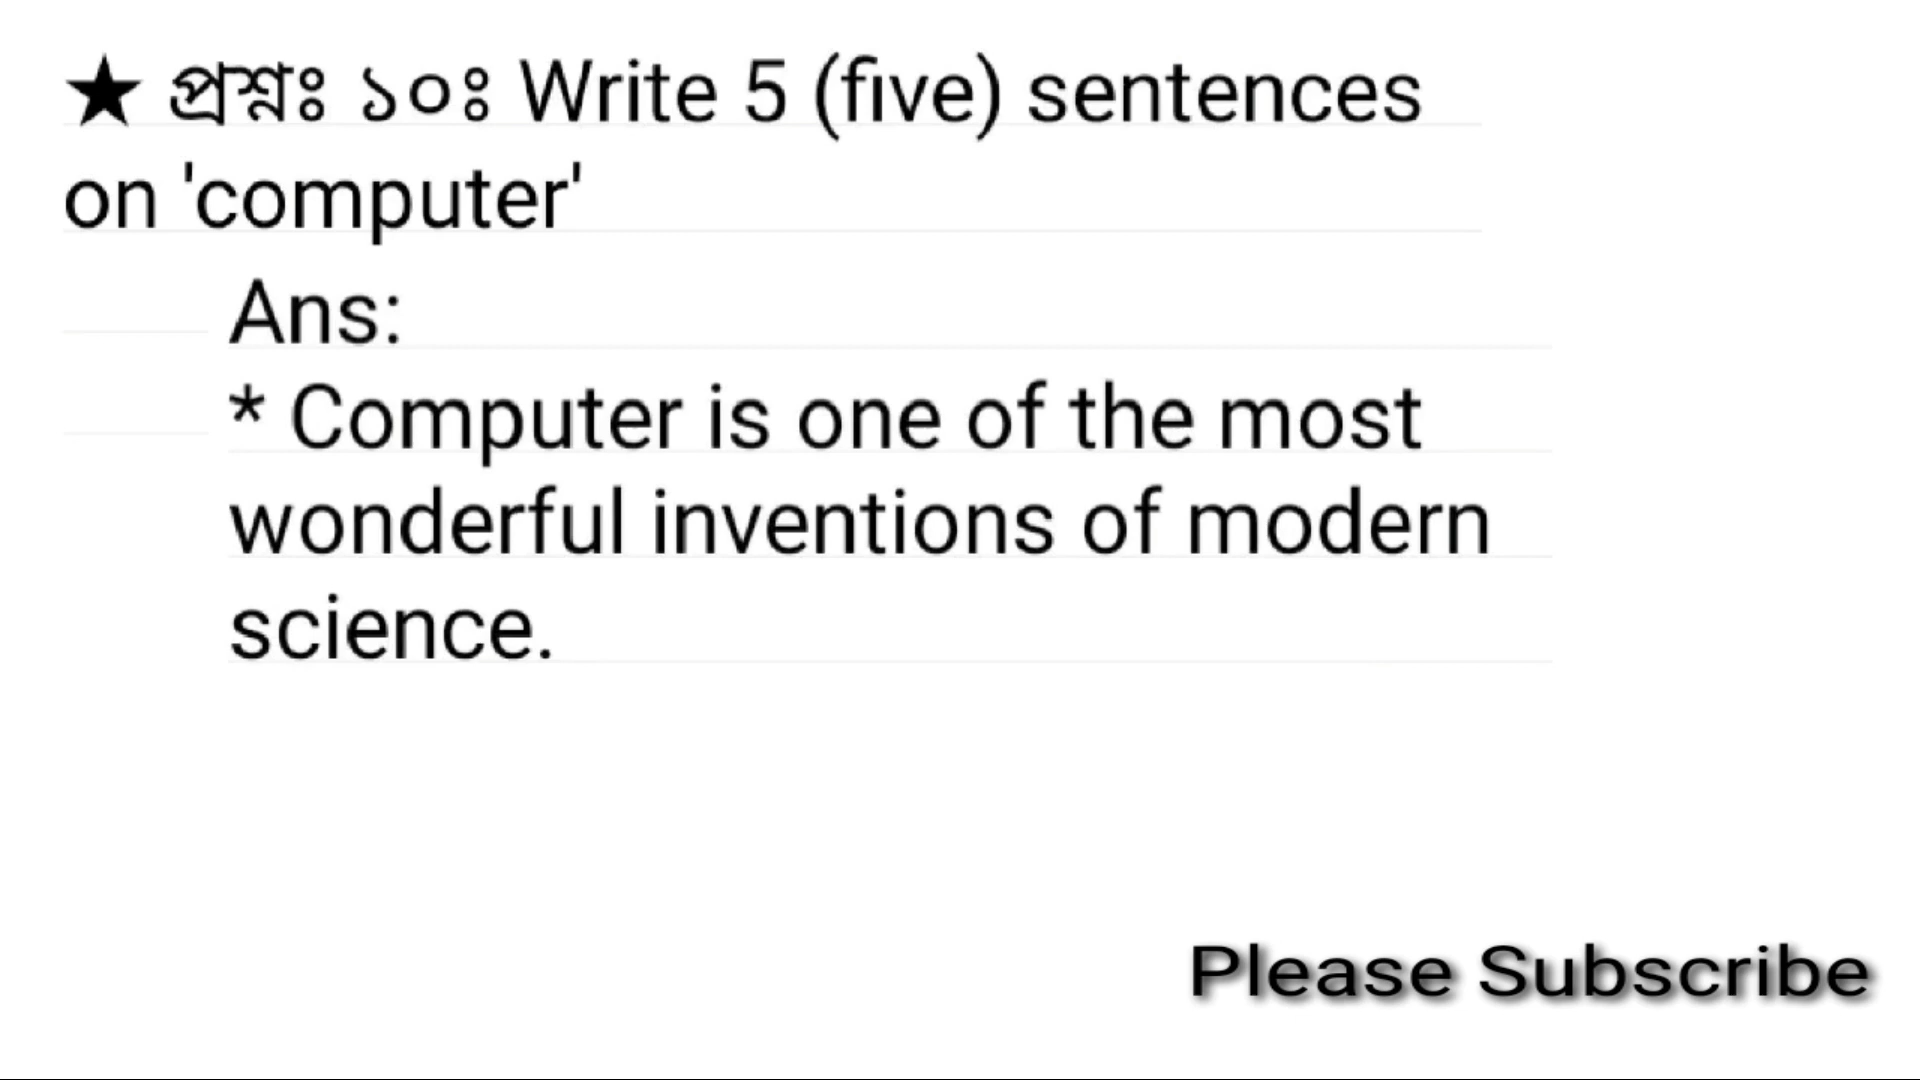 ★ প্রশ্নঃ ১০ঃ Write 5 (five) sentences
on 'computer'
Ans:
* Computer is one of the most
wonderful inventions of modern
science.
Please Subscribe